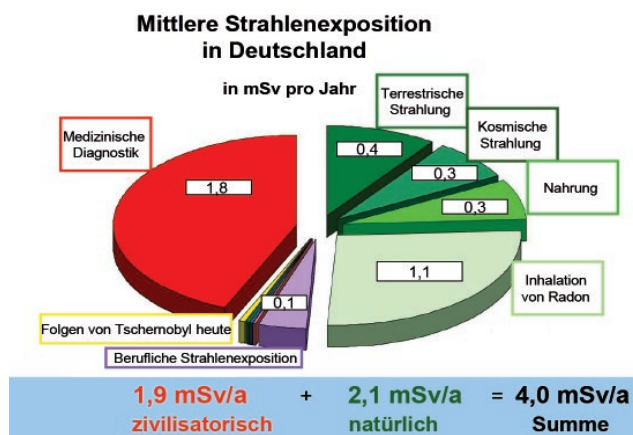 Mittlere Strahlenexposition
in Deutschland
in mSv pro Jahr
Terrestrische
Strahlung
Kosmische
Strahlung
Medizinische
Diagnostik
0,4
0,3
1,8
Nahrung
0,3
1,1
Inhalation
von Radon
0,1
Folgen von Tschernobyl heute
Berufliche Strahlenexposition
1,9 mSv/a + 2,1 mSv/a = 4,0 mSv/a
zivilisatorisch natürlich Summe